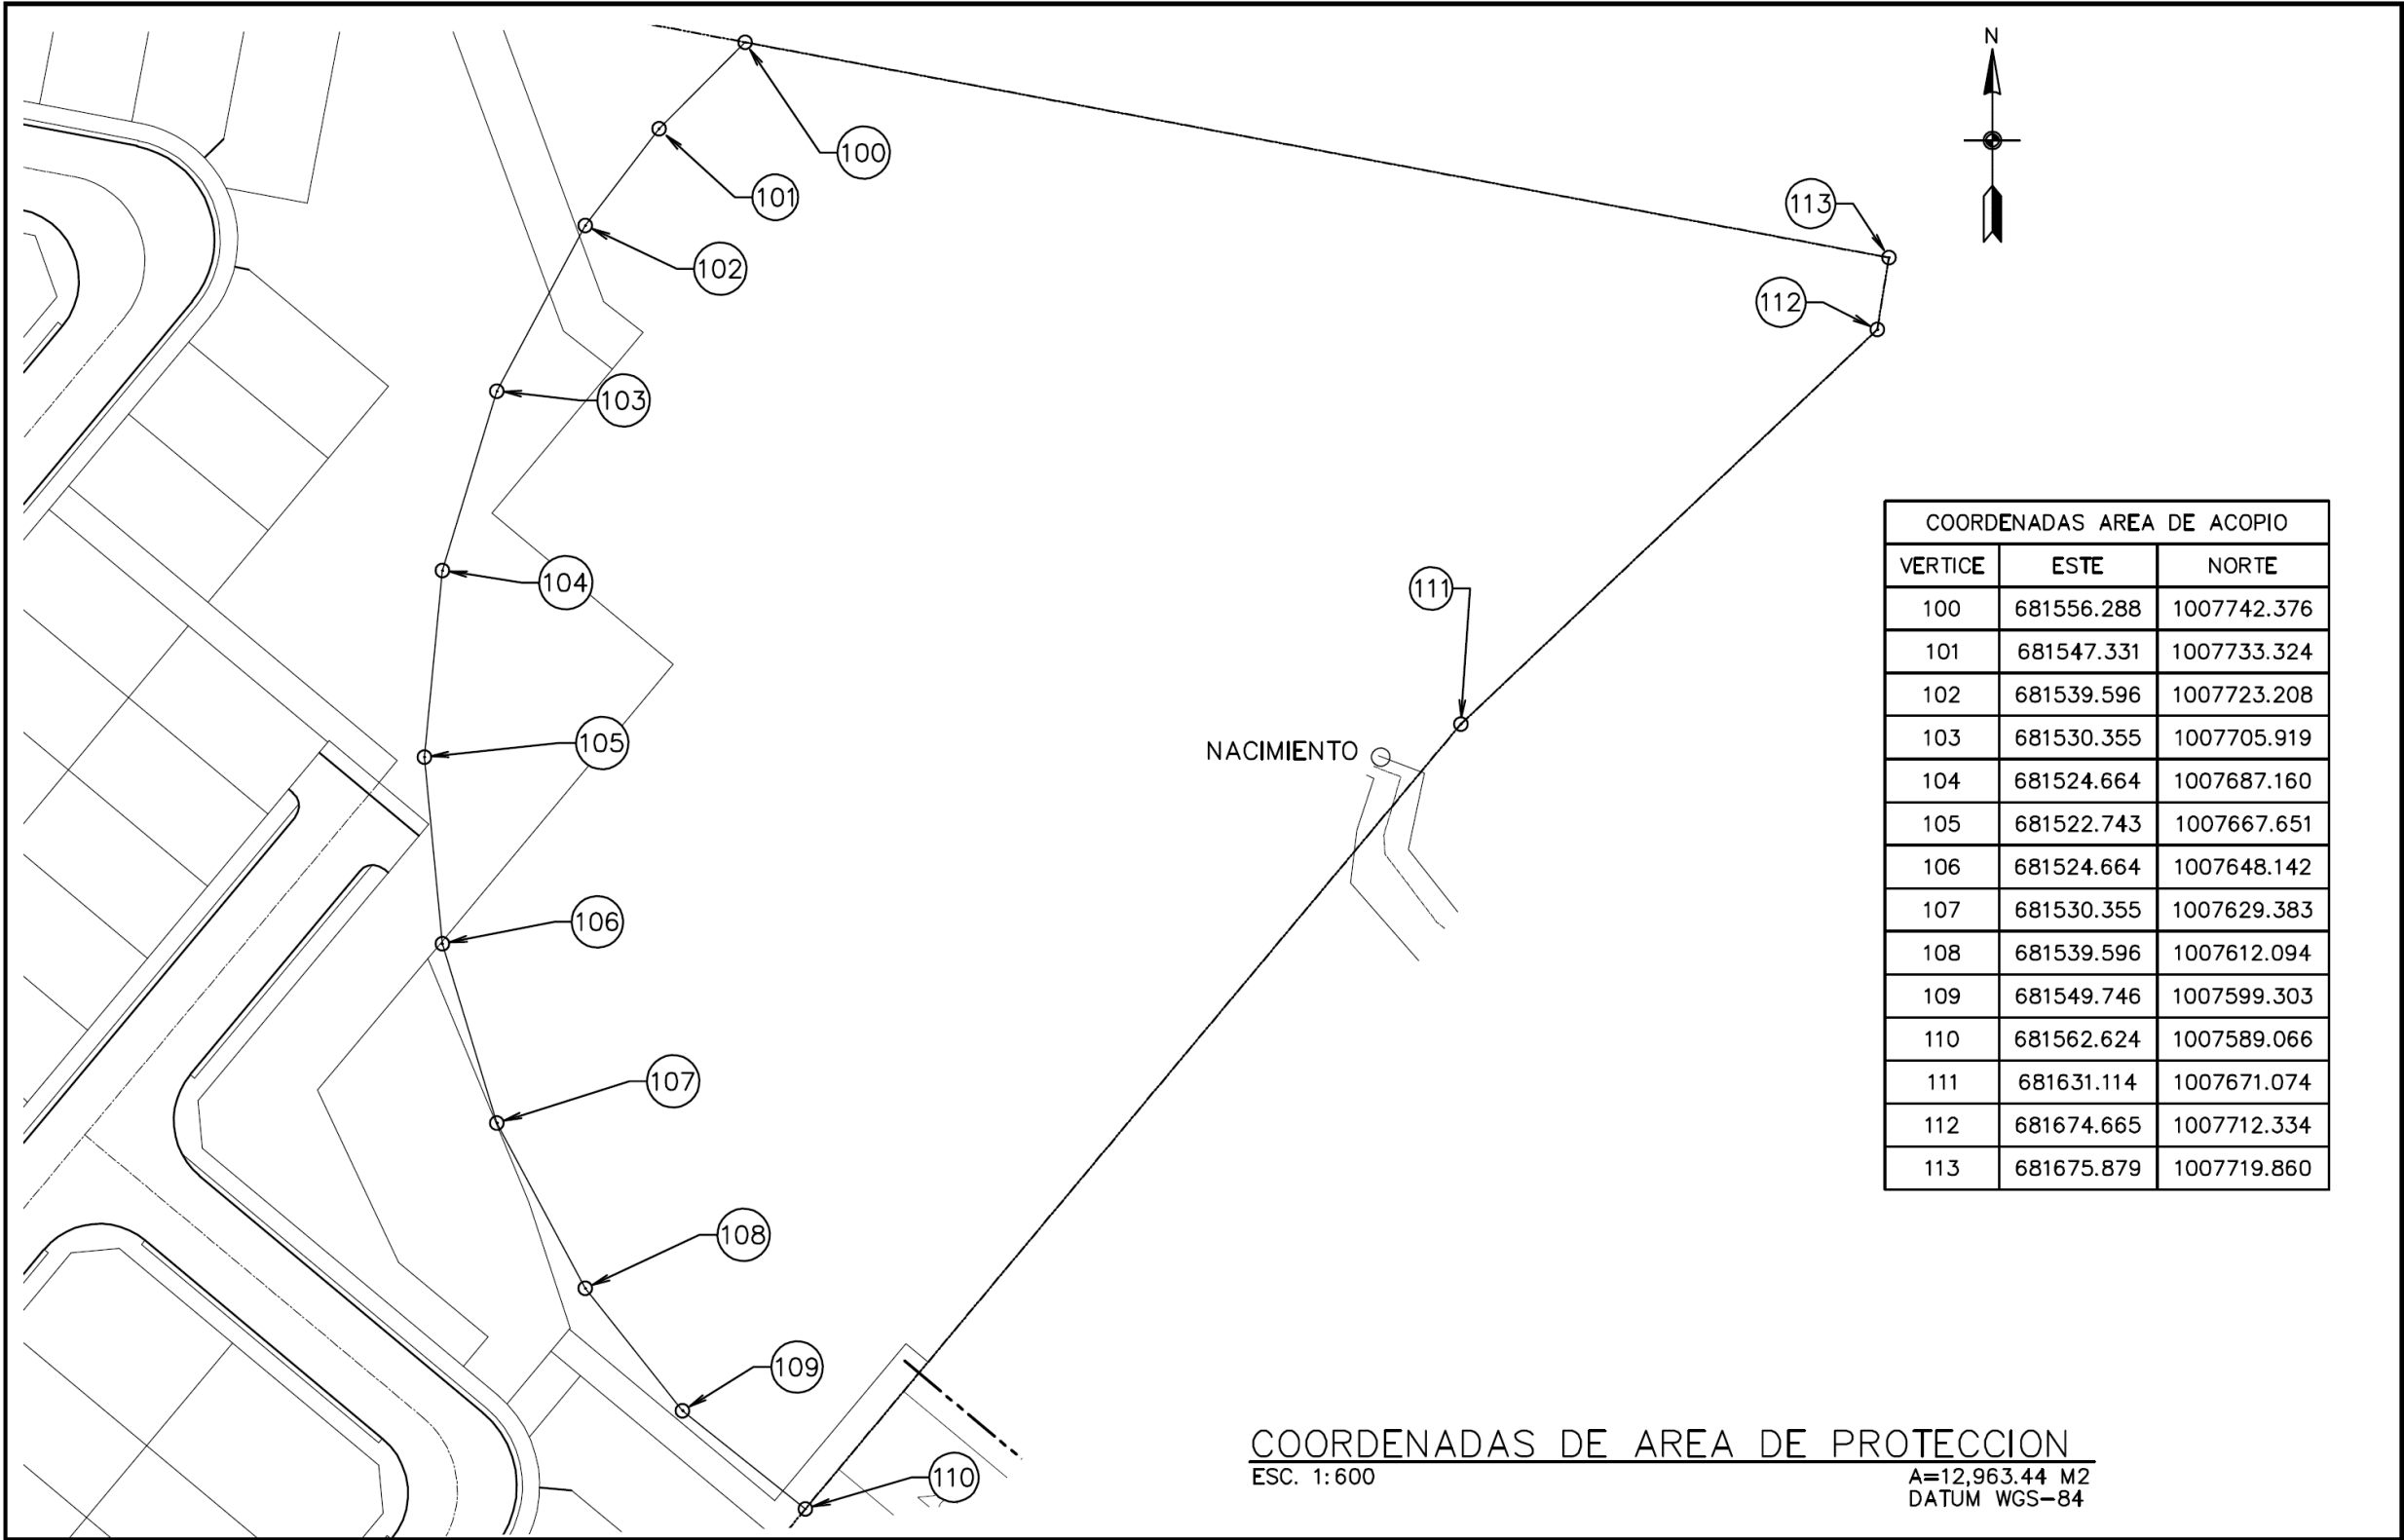 N
100
101
113
102
112
103
104
111
105
NACIMIENTO
106
107
108
109
110
COORDENADAS AREA DE ACOPIO
VERTICE ESTE NORTE
100 681556.288 1007742.376
101 681547.331 1007733.324
102 681539.596 1007723.208
103 681530.355 1007705.919
104 681524.664 1007687.160
105 681522.743 1007667.651
106 681524.664 1007648.142
107 681530.355 1007629.383
108 681539.596 1007612.094
109 681549.746 1007599.303
110 681562.624 1007589.066
111 681631.114 1007671.074
112 681674.665 1007712.334
113 681675.879 1007719.860
COORDENADAS DE AREA DE PROTECCION
ESC. 1:600
A=12,963.44 M2
DATUM WGS-84